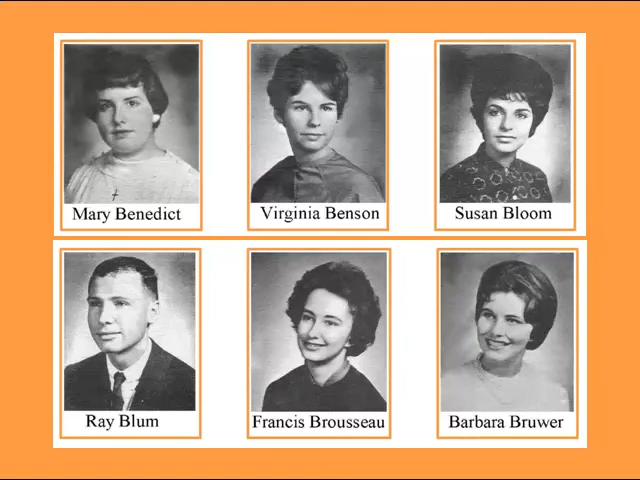 Mary Benedict
Virginia Benson
Susan Bloom
Ray Blum
Francis Brousseau
Barbara Bruwer